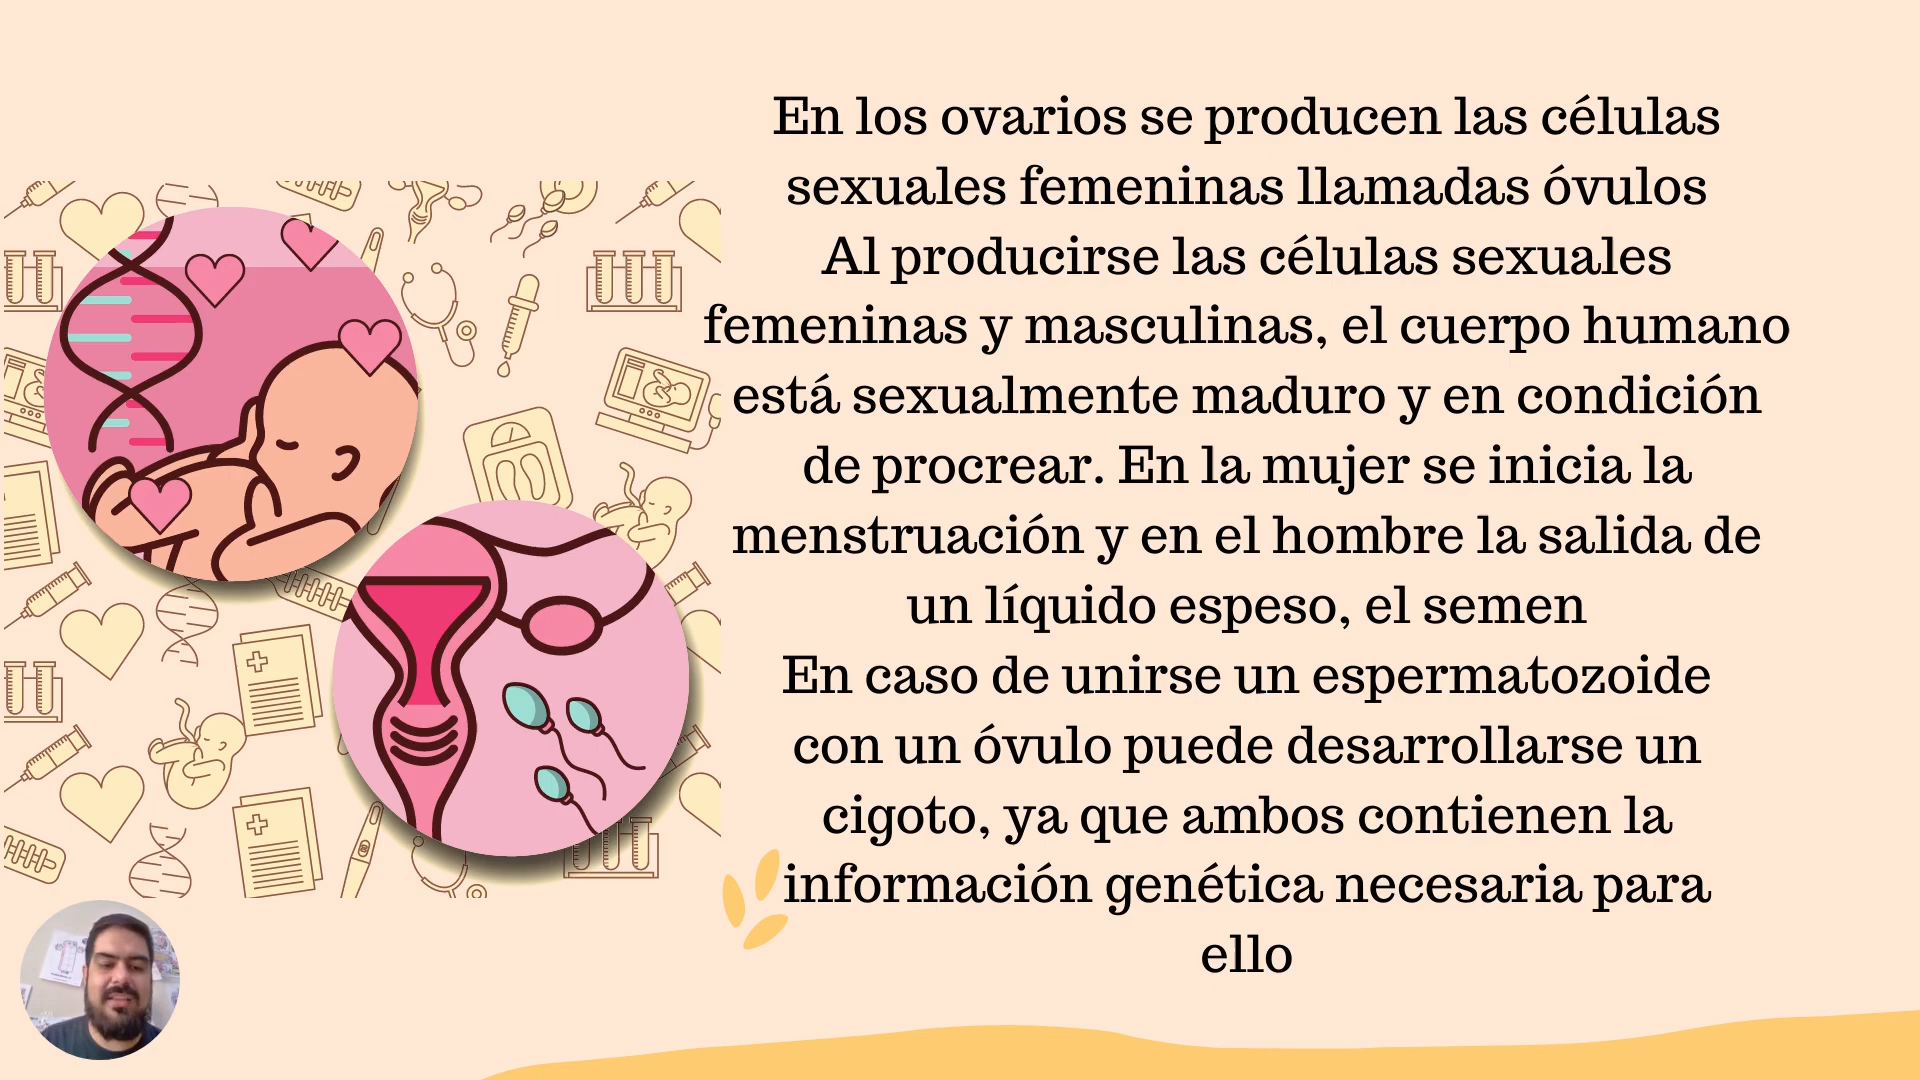 En los ovarios se producen las células
sexuales femeninas llamadas óvulos
Al producirse las células sexuales
femeninas y masculinas, el cuerpo humano
está sexualmente maduro y en condición
de procrear. En la mujer se inicia la
menstruación y en el hombre la salida de
un líquido espeso, el semen
En caso de unirse un espermatozoide
con un óvulo puede desarrollarse un
cigoto, ya que ambos contienen la
información genética necesaria para
ello